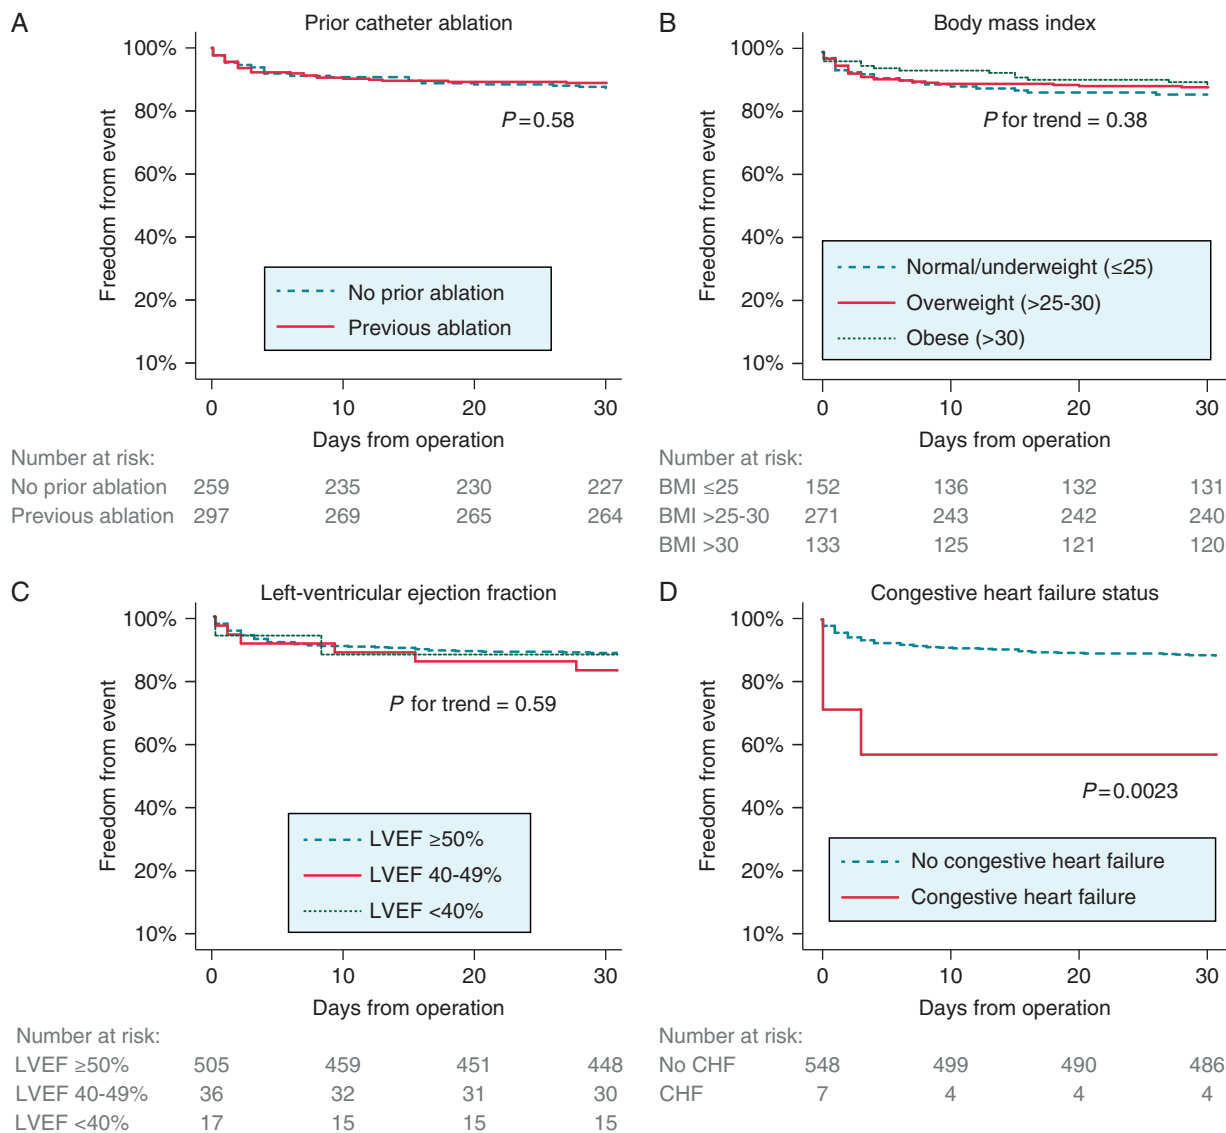 A
Prior catheter ablation
Freedom from event
100%
80%
60%
40%
20%
10%
P=0.58
No prior ablation
Previous ablation
0 10 20 30
Days from operation
Number at risk:
No prior ablation 259 235 230 227
Previous ablation 297 269 265 264
B
Body mass index
Freedom from event
100%
80%
60%
40%
20%
10%
P for trend = 0.38
Normal/underweight (≤25)
Overweight (>25-30)
Obese (>30)
0 10 20 30
Days from operation
Number at risk:
BMI ≤25 152 136 132 131
BMI >25-30 271 243 242 240
BMI >30 133 125 121 120
C
Left-ventricular ejection fraction
Freedom from event
100%
80%
60%
40%
20%
10%
P for trend = 0.59
LVEF ≥50%
LVEF 40-49%
LVEF <40%
0 10 20 30
Days from operation
Number at risk:
LVEF ≥50% 505 459 451 448
LVEF 40-49% 36 32 31 30
LVEF <40% 17 15 15 15
D
Congestive heart failure status
Freedom from event
100%
80%
60%
40%
20%
10%
P=0.0023
No congestive heart failure
Congestive heart failure
0 10 20 30
Days from operation
Number at risk:
No CHF 548 499 490 486
CHF 7 4 4 4